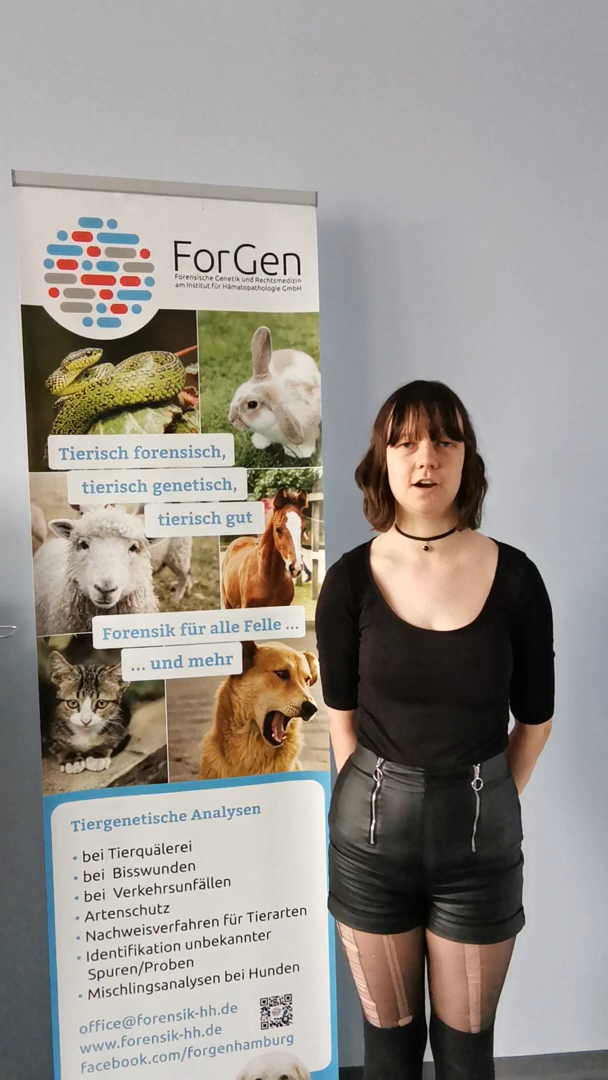 ForGen
Forensische Genetik und Rechtsmedizin
am Institut für Hämatopathologie GmbH
Tierisch forensisch,
tierisch genetisch,
tierisch gut
Forensik für alle Felle ...
... und mehr
Tiergenetische Analysen
• bei Tierquälerei
• bei Bisswunden
• bei Verkehrsunfällen
• Artenschutz
• Nachweisverfahren für Tierarten
• Identifikation unbekannter
Spuren/Proben
• Mischlingsanalysen bei Hunden
office@forensik-hh.de
www.forensik-hh.de
facebook.com/forgenhamburg